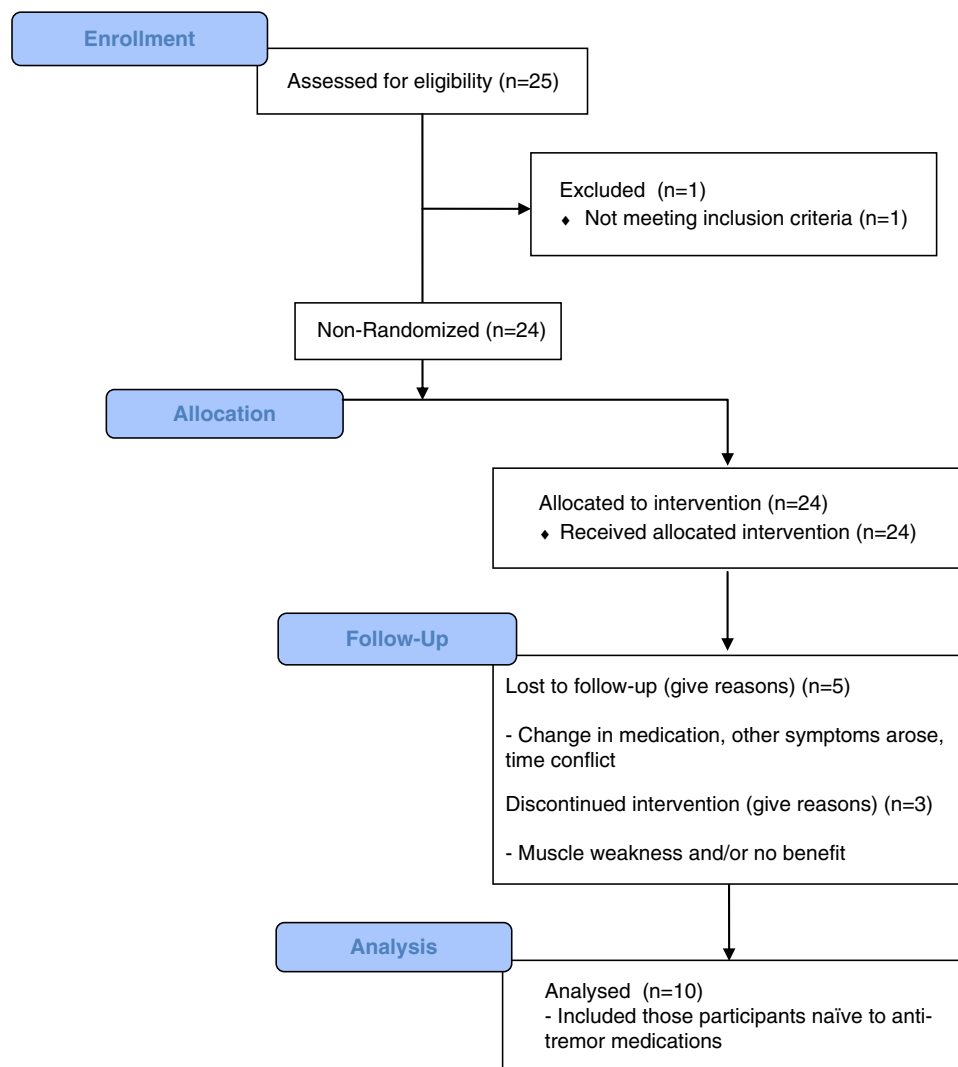 Enrollment
Assessed for eligibility (n=25)
Excluded (n=1)
♦ Not meeting inclusion criteria (n=1)
Non-Randomized (n=24)
Allocation
Allocated to intervention (n=24)
♦ Received allocated intervention (n=24)
Follow-Up
Lost to follow-up (give reasons) (n=5)
- Change in medication, other symptoms arose,
time conflict
Discontinued intervention (give reasons) (n=3)
- Muscle weakness and/or no benefit
Analysis
Analysed (n=10)
- Included those participants naïve to anti-
tremor medications